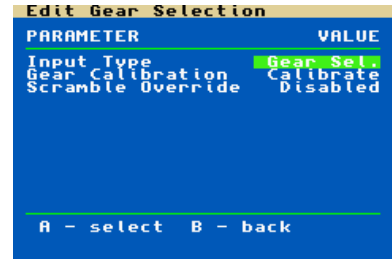 Edit Gear Selection
PARAMETER VALUE
Input Type Gear Sel.
Gear Calibration Calibrate
Scramble Override Disabled
A - select B - back